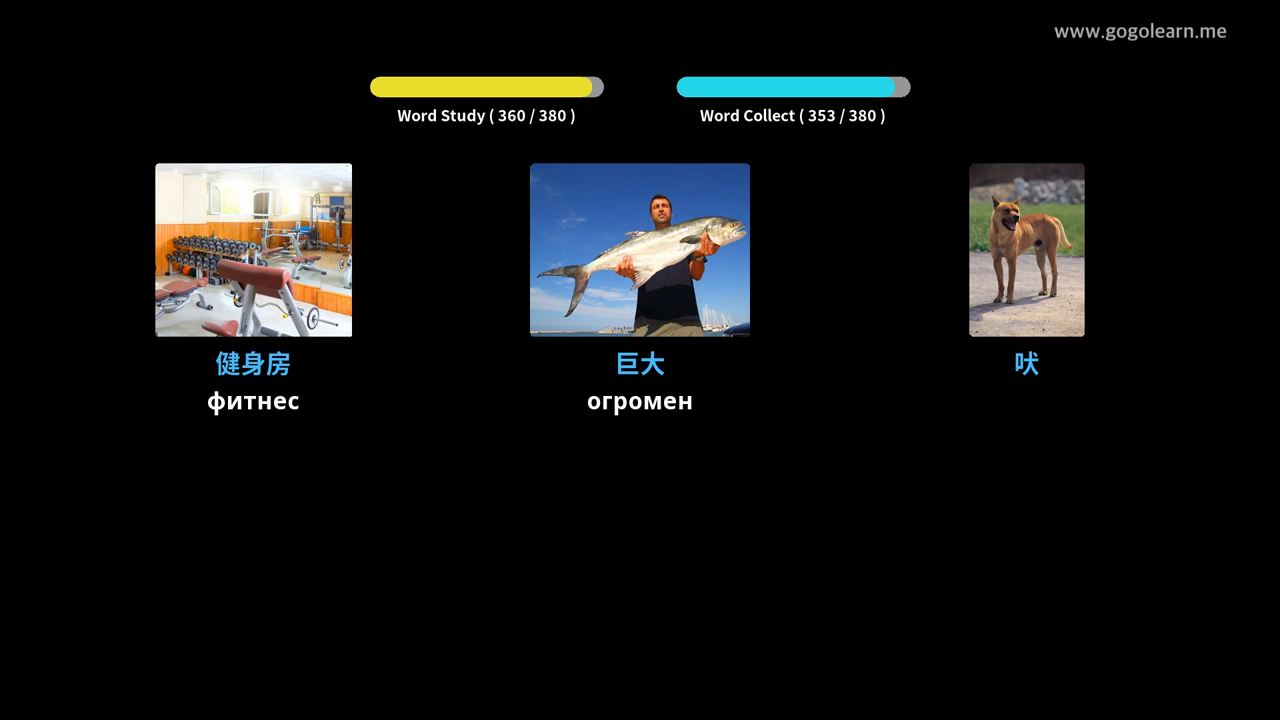 www.gogolearn.me
Word Study ( 360 / 380 )
Word Collect ( 353 / 380 )
健身房
巨大
吠
фитнес
огромен